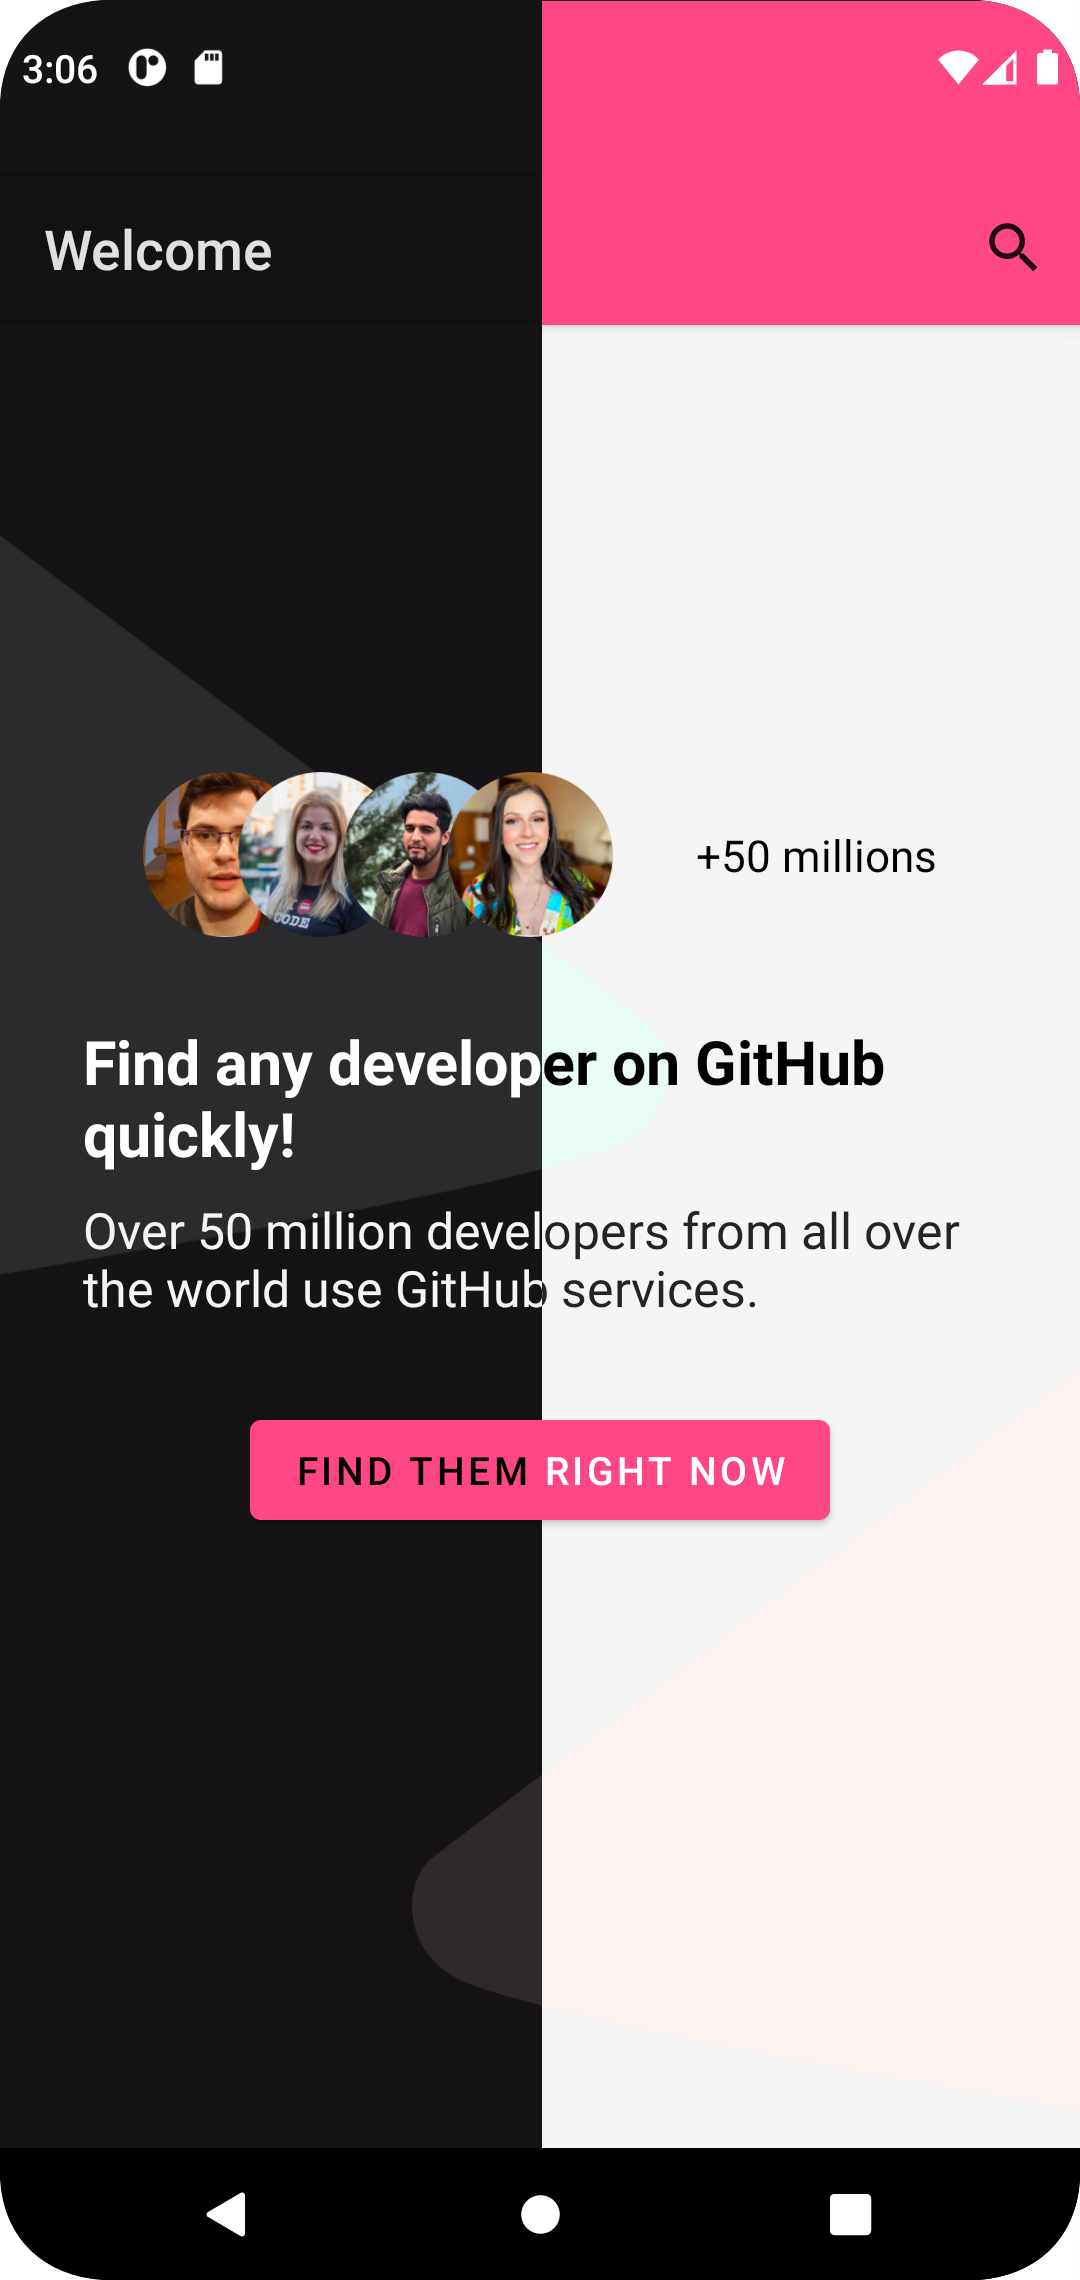 3:06
Welcome
CODE
+50 millions
Find any developer on GitHub
quickly!
Over 50 million developers from all over
the world use GitHub services.
FIND THEM RIGHT NOW